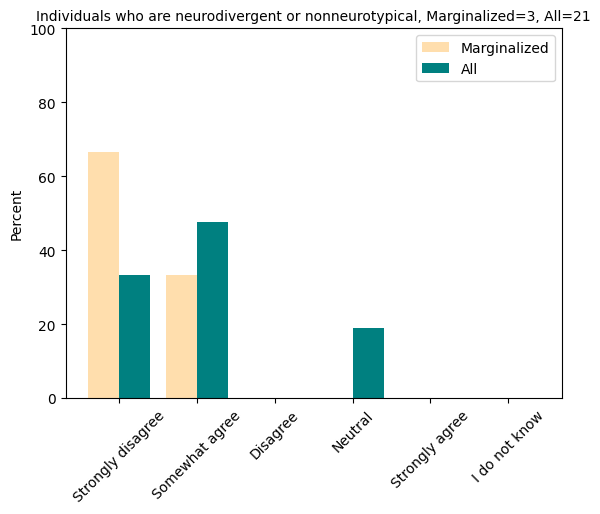 Individuals who are neurodivergent or nonneurotypical, Marginalized=3, All=21
100
80
60
40
20
0
Percent
Marginalized
All
Strongly disagree
Somewhat agree
Disagree
Neutral
Strongly agree
I do not know